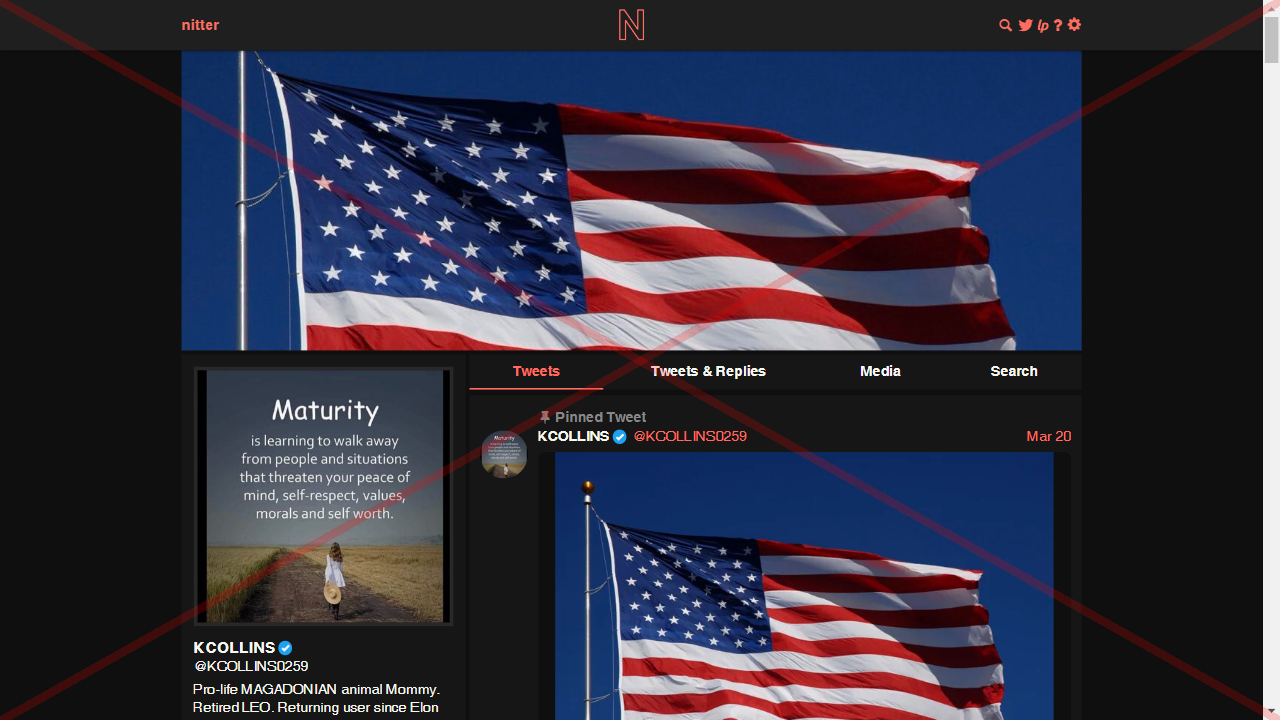 nitter
N
lp ?
Tweets
Tweets & Replies
Media
Search
Maturity
is learning to walk away
from people and situations
that threaten your peace of
mind, self-respect, values,
morals and self worth.
Pinned Tweet
KCOLLINS @KCOLLINS0259
Mar 20
KCOLLINS
@KCOLLINS0259
Pro-life MAGADONIAN animal Mommy.
Retired LEO. Returning user since Elon